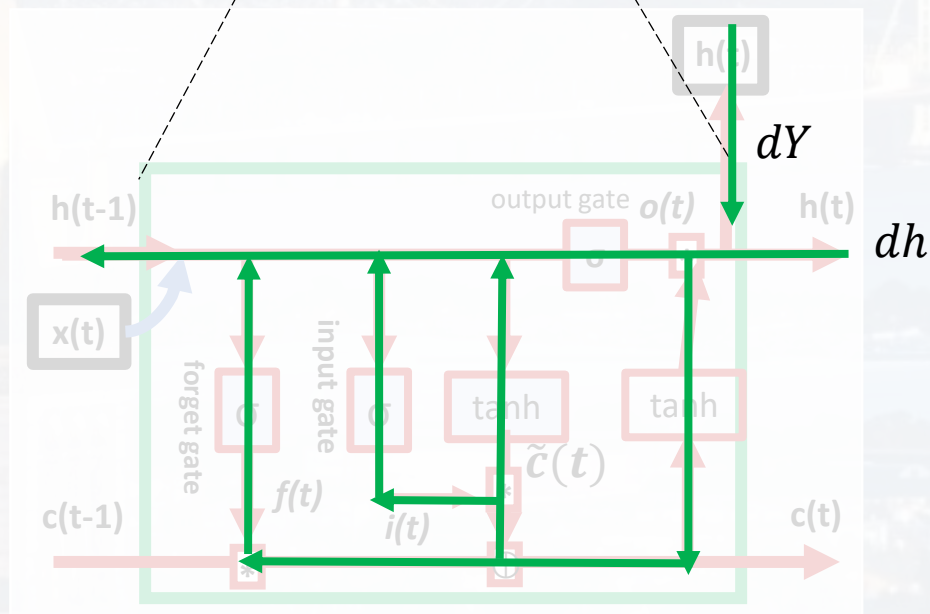 h(t)
dY
output gate
o(t)
h(t-1)
h(t)
dh
σ
*
x(t)
forget gate
input gate
σ
σ
tanh
tanh
c̃(t)
f(t)
*
i(t)
c(t-1)
c(t)
*
⊕